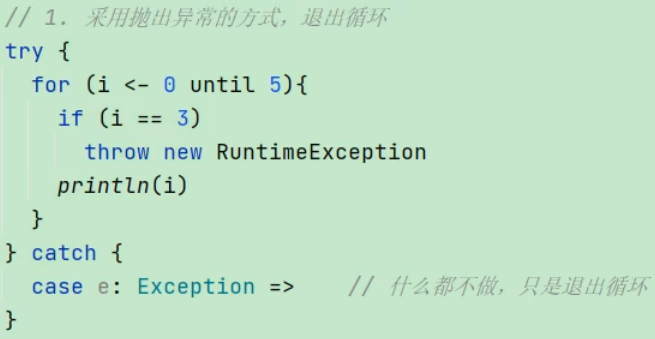 // 1. 采用抛出异常的方式，退出循环
try {
  for (i <- 0 until 5){
    if (i == 3)
      throw new RuntimeException
    println(i)
  }
} catch {
  case e: Exception =>    // 什么都不做，只是退出循环
}